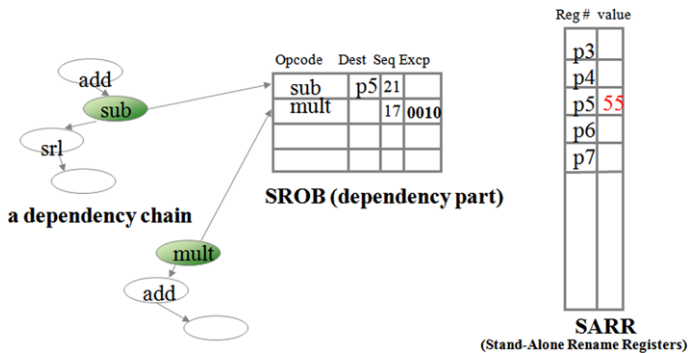 Reg # value
Opcode Dest Seq Excp
add
sub
srl
sub p5 21
mult 17 0010
p3
p4
p5 55
p6
p7
SROB (dependency part)
a dependency chain
mult
add
SARR
(Stand-Alone Rename Registers)